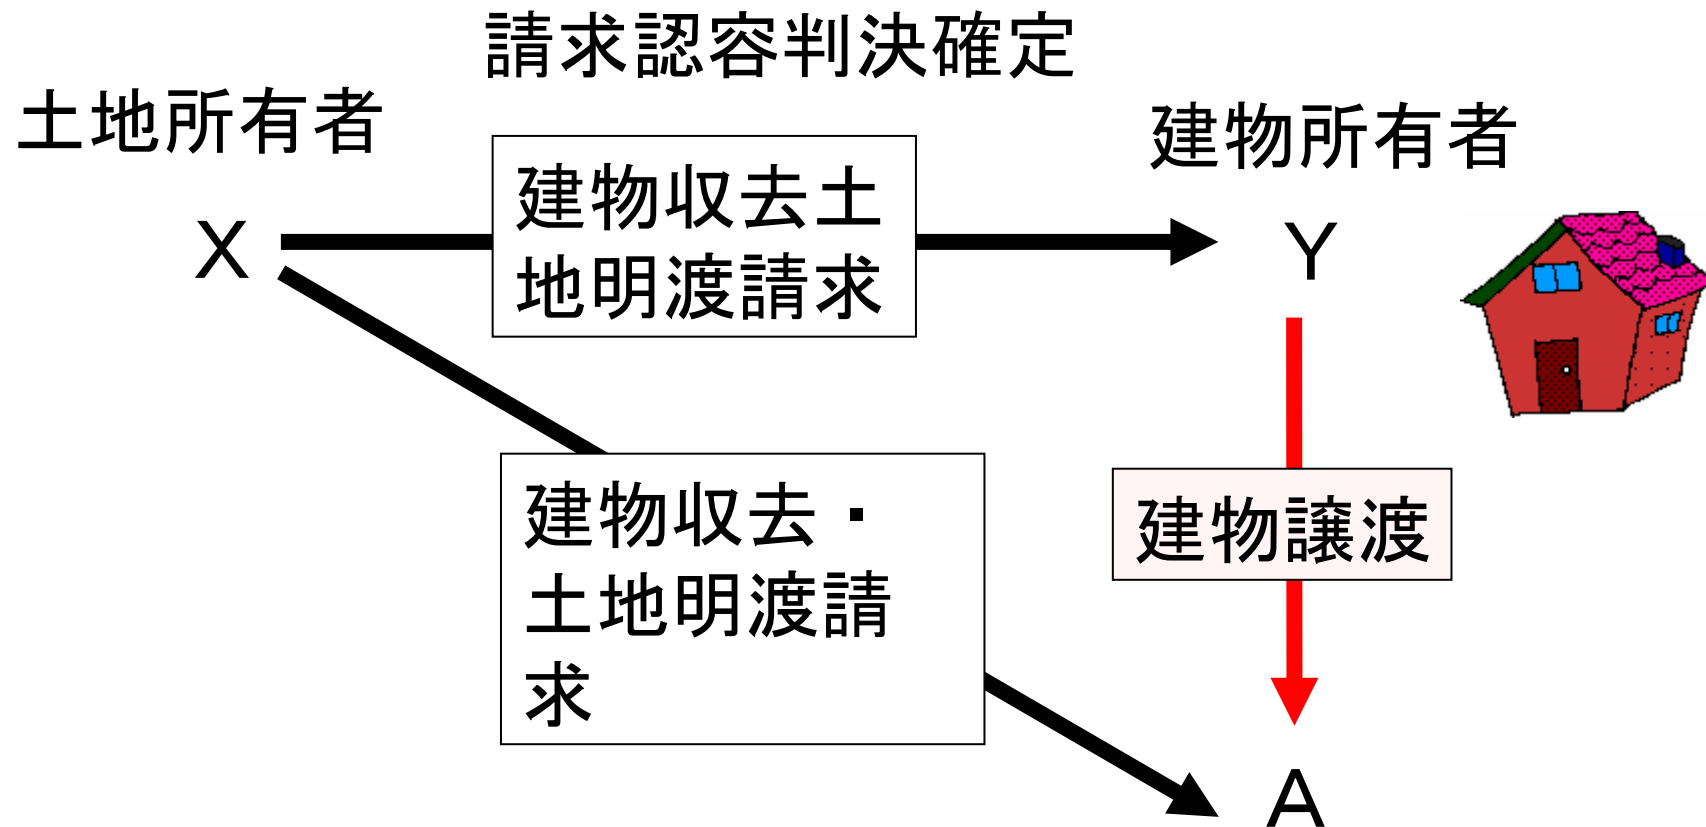 請求認容判決確定
土地所有者
建物所有者
建物収去土
地明渡請求
X
Y
建物収去・
土地明渡請
求
建物譲渡
A